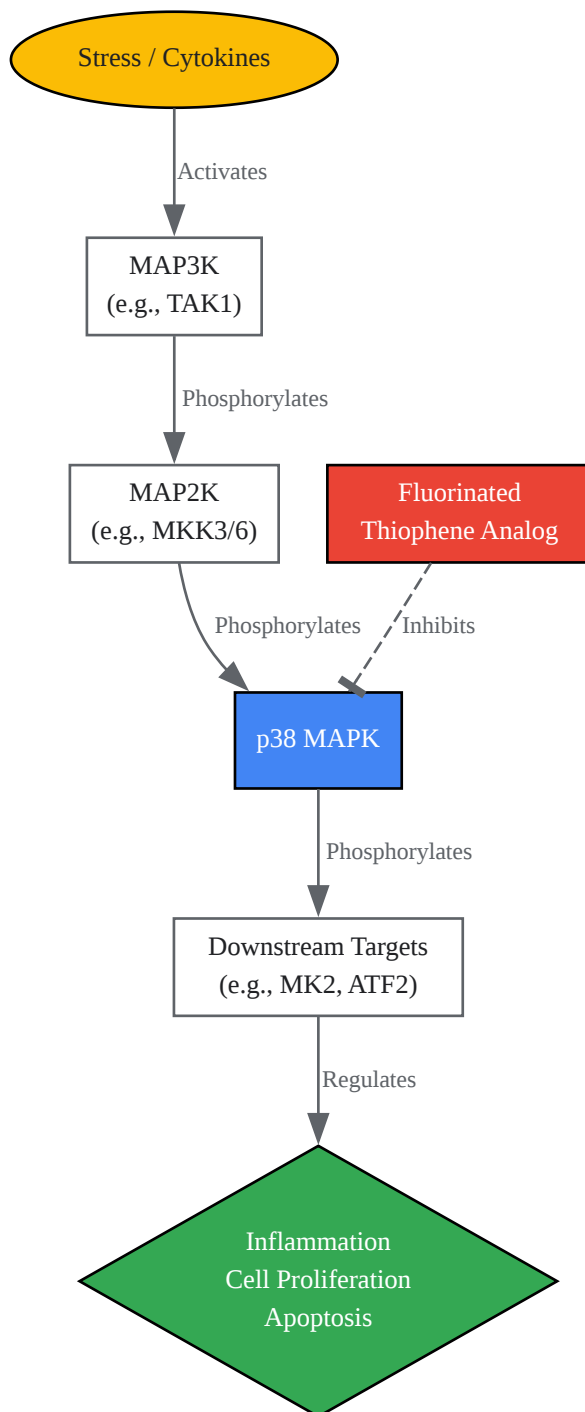 Stress / Cytokines
Activates
MAP3K
(e.g., TAK1)
Phosphorylates
MAP2K
(e.g., MKK3/6)
Fluorinated
Thiophene Analog
Phosphorylates
Inhibits
p38 MAPK
Phosphorylates
Downstream Targets
(e.g., MK2, ATF2)
Regulates
Inflammation
Cell Proliferation
Apoptosis